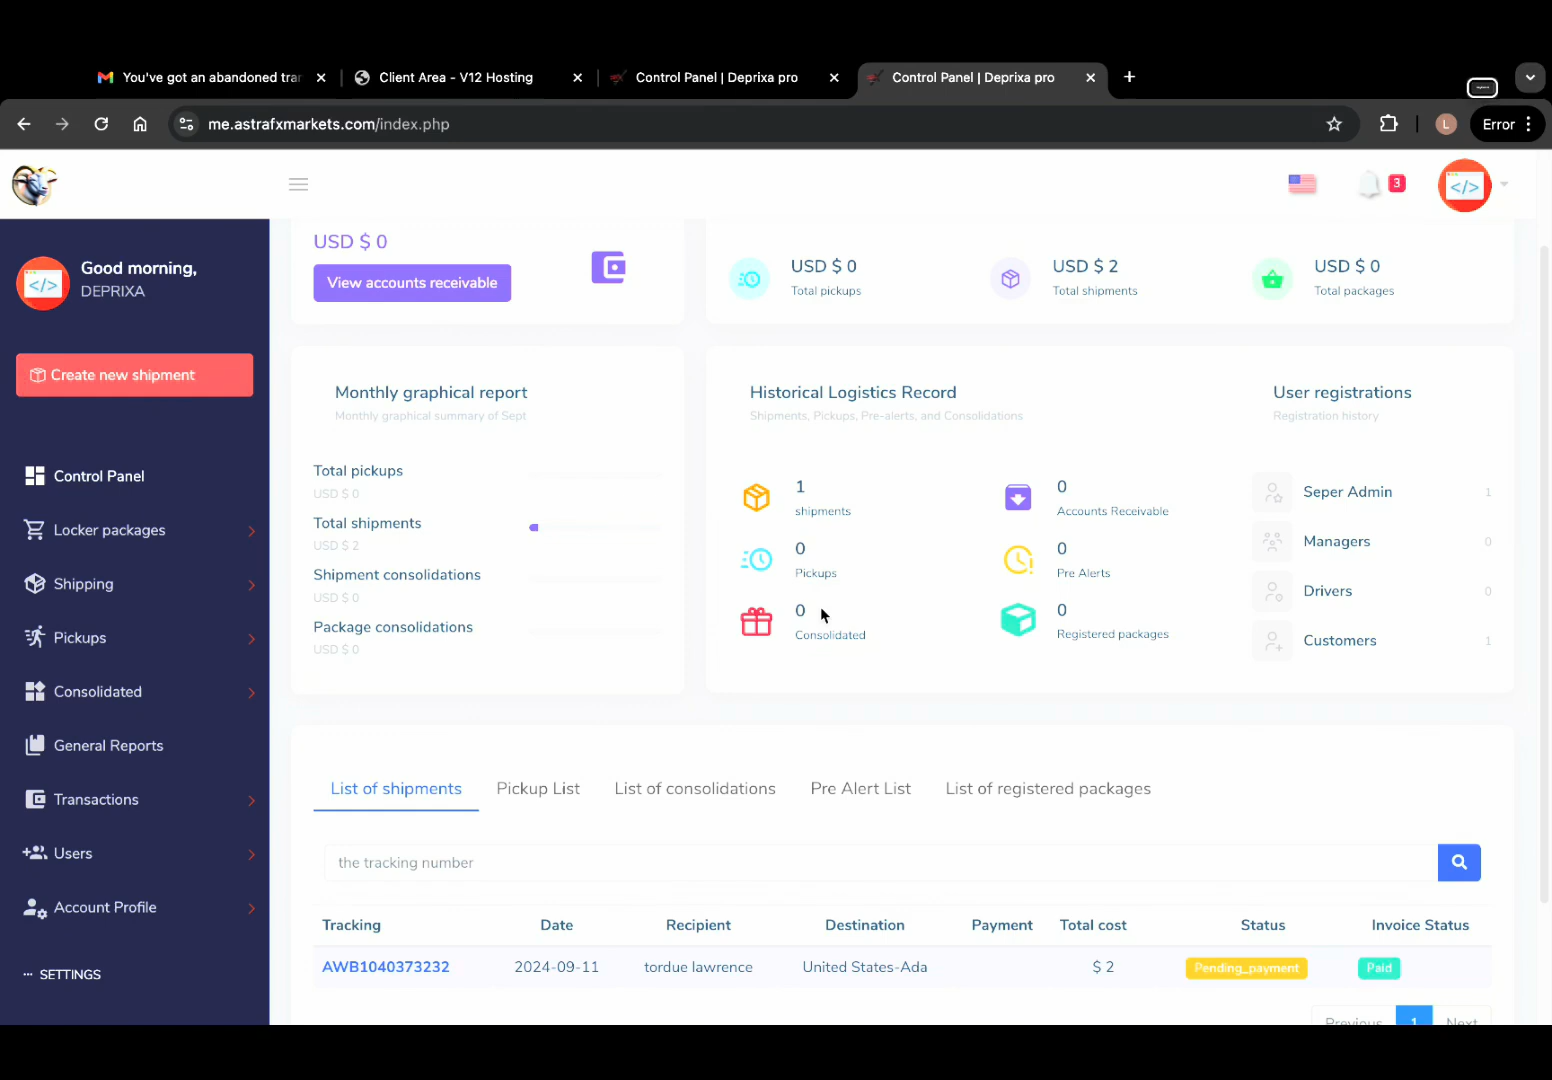 You've got an abandoned tra
Client Area - V12 Hosting
Control Panel | Deprixa pro
Control Panel | Deprixa pro
me.astrafxmarkets.com/index.php
L
Error
3
Good morning,
DEPRIXA
Create new shipment
Control Panel
Locker packages
Shipping
Pickups
Consolidated
General Reports
Transactions
Users
Account Profile
SETTINGS
USD $ 0
View accounts receivable
USD $ 0
Total pickups
USD $ 2
Total shipments
USD $ 0
Total packages
Monthly graphical report
Monthly graphical summary of Sept
Total pickups
USD $ 0
Total shipments
USD $ 2
Shipment consolidations
USD $ 0
Package consolidations
USD $ 0
Historical Logistics Record
Shipments, Pickups, Pre-alerts, and Consolidations
1
shipments
0
Accounts Receivable
0
Pickups
0
Pre Alerts
0
Consolidated
0
Registered packages
User registrations
Registration history
Seper Admin 1
Managers 0
Drivers 0
Customers 1
List of shipments Pickup List List of consolidations Pre Alert List List of registered packages
the tracking number
Tracking Date Recipient Destination Payment Total cost Status Invoice Status
AWB1040373232 2024-09-11 tordue lawrence United States-Ada $ 2 Pending_payment Paid
Previous 1 Next